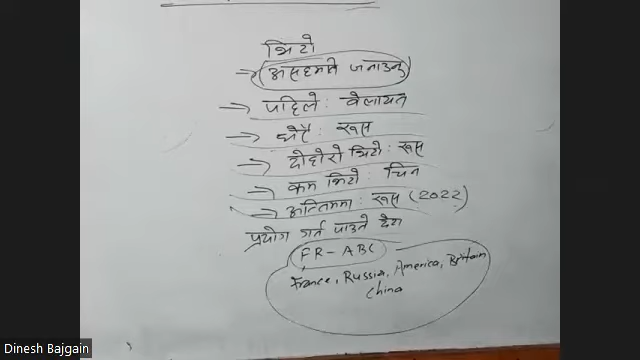 भिटो
→ असहमति जनाउनु
→ पहिले : वेलायत
→ धेरै : रूस
→ दोहोरो भिटो : रूस
→ कम भिटो : चिन
→ अन्तिममा : रूस (2022)
प्रयोग गर्न पाउने देश
FR-ABC
France, Russia, America, Britain
China
Dinesh Bajgain